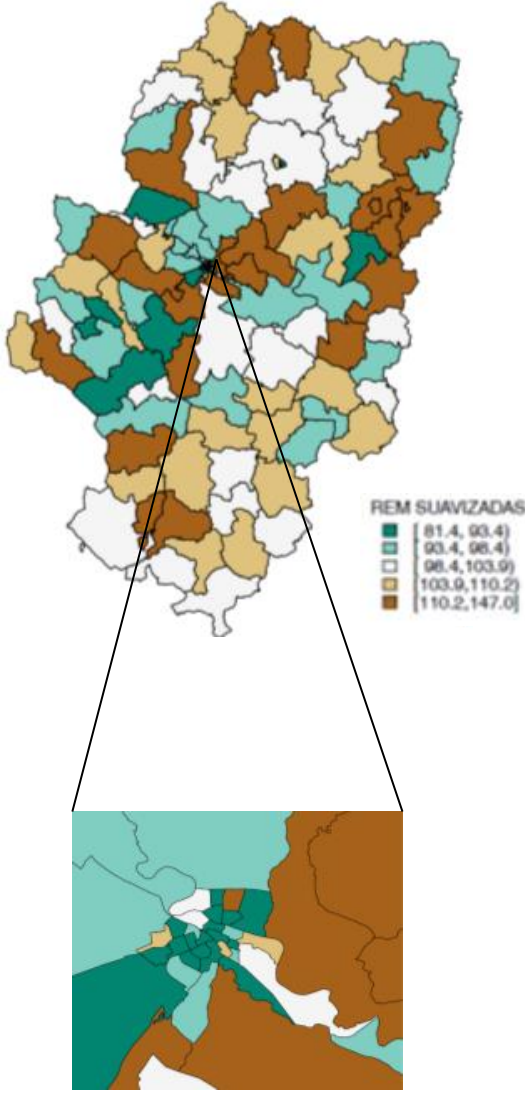 REM SUAVIZADAS
[ 81.4, 93.4)
[ 93.4, 98.4)
[ 98.4,103.9)
[103.9,110.2)
[110.2,147.0]